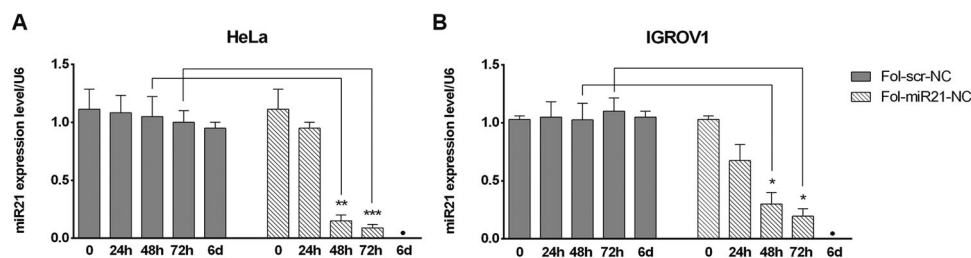 A
HeLa
miR21 expression level/U6
1.5
1.0
0.5
0.0
** ***
0 24h 48h 72h 6d 0 24h 48h 72h 6d
B
IGROV1
miR21 expression level/U6
1.5
1.0
0.5
0.0
* *
0 24h 48h 72h 6d 0 24h 48h 72h 6d
Fol-scr-NC
Fol-miR21-NC